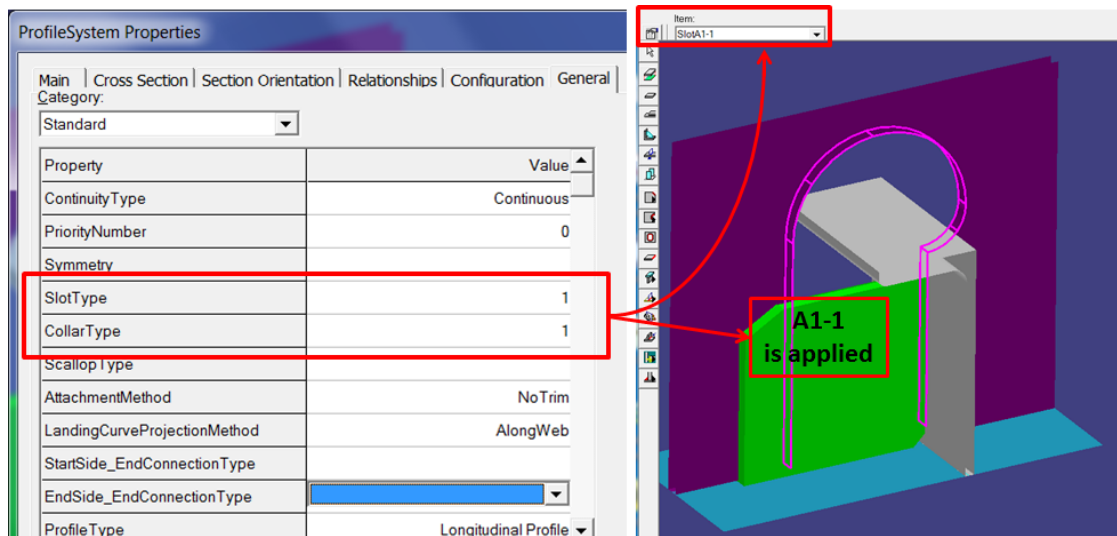 ProfileSystem Properties
Main
Cross Section
Section Orientation
Relationships
Configuration
General
Category:
Standard
Property Value
ContinuityType Continuous
PriorityNumber 0
Symmetry
SlotType 1
CollarType 1
ScallopType
AttachmentMethod NoTrim
LandingCurveProjectionMethod AlongWeb
StartSide_EndConnectionType
EndSide_EndConnectionType
ProfileType Longitudinal Profile
Item:
SlotA1-1
A1-1
is applied